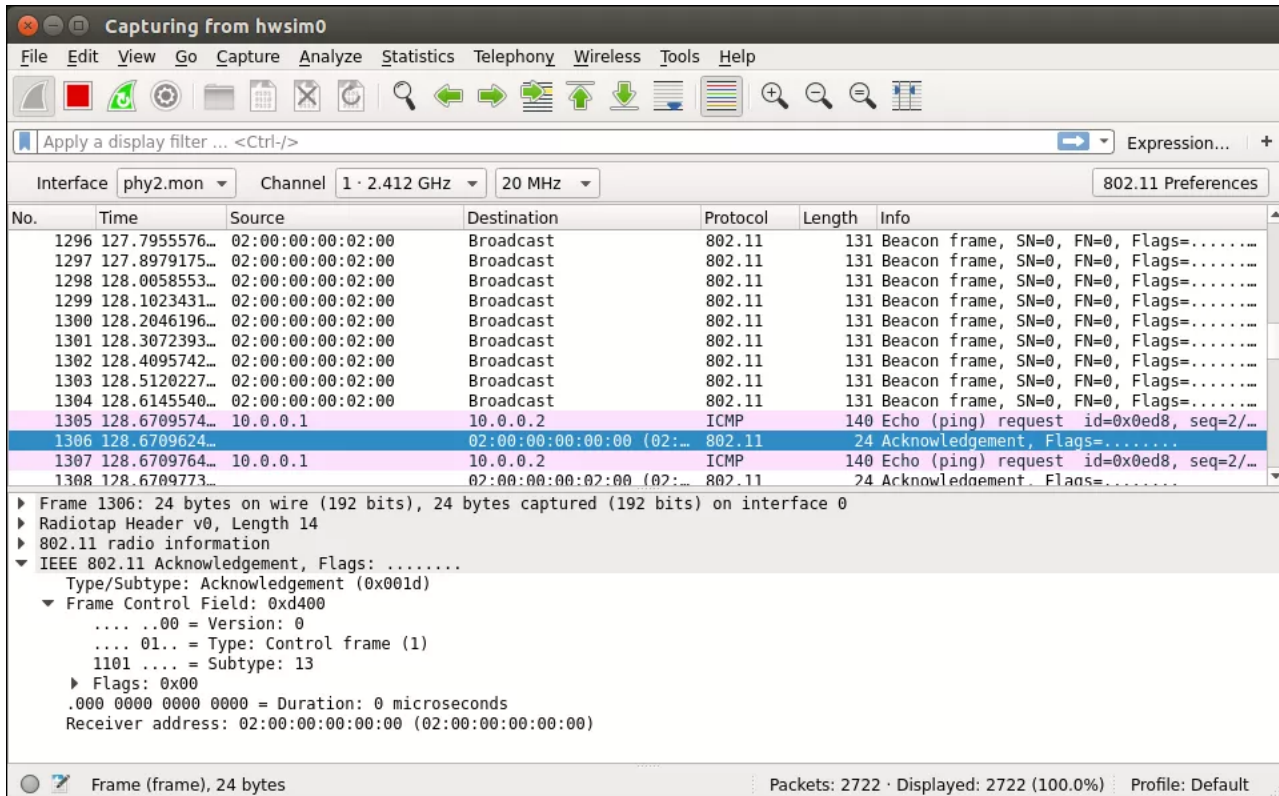 Capturing from hwsim0
File Edit View Go Capture Analyze Statistics Telephony Wireless Tools Help
Apply a display filter ... <Ctrl-/> Expression... +
Interface phy2.mon Channel 1 · 2.412 GHz 20 MHz 802.11 Preferences
No. Time Source Destination Protocol Length Info
1296 127.7955576… 02:00:00:00:02:00 Broadcast 802.11 131 Beacon frame, SN=0, FN=0, Flags=.......…
1297 127.8979175… 02:00:00:00:02:00 Broadcast 802.11 131 Beacon frame, SN=0, FN=0, Flags=.......…
1298 128.0058553… 02:00:00:00:02:00 Broadcast 802.11 131 Beacon frame, SN=0, FN=0, Flags=.......…
1299 128.1023431… 02:00:00:00:02:00 Broadcast 802.11 131 Beacon frame, SN=0, FN=0, Flags=.......…
1300 128.2046196… 02:00:00:00:02:00 Broadcast 802.11 131 Beacon frame, SN=0, FN=0, Flags=.......…
1301 128.3072393… 02:00:00:00:02:00 Broadcast 802.11 131 Beacon frame, SN=0, FN=0, Flags=.......…
1302 128.4095742… 02:00:00:00:02:00 Broadcast 802.11 131 Beacon frame, SN=0, FN=0, Flags=.......…
1303 128.5120227… 02:00:00:00:02:00 Broadcast 802.11 131 Beacon frame, SN=0, FN=0, Flags=.......…
1304 128.6145540… 02:00:00:00:02:00 Broadcast 802.11 131 Beacon frame, SN=0, FN=0, Flags=.......…
1305 128.6709574… 10.0.0.1 10.0.0.2 ICMP 140 Echo (ping) request id=0x0ed8, seq=2/…
1306 128.6709624… 02:00:00:00:00:00 (02:… 802.11 24 Acknowledgement, Flags=........
1307 128.6709764… 10.0.0.1 10.0.0.2 ICMP 140 Echo (ping) request id=0x0ed8, seq=2/…
1308 128.6709773… 02:00:00:00:02:00 (02:… 802.11 24 Acknowledgement, Flags=........
Frame 1306: 24 bytes on wire (192 bits), 24 bytes captured (192 bits) on interface 0
Radiotap Header v0, Length 14
802.11 radio information
IEEE 802.11 Acknowledgement, Flags: ........
Type/Subtype: Acknowledgement (0x001d)
Frame Control Field: 0xd400
.... ..00 = Version: 0
.... 01.. = Type: Control frame (1)
1101 .... = Subtype: 13
Flags: 0x00
.000 0000 0000 0000 = Duration: 0 microseconds
Receiver address: 02:00:00:00:00:00 (02:00:00:00:00:00)
Frame (frame), 24 bytes Packets: 2722 · Displayed: 2722 (100.0%) Profile: Default